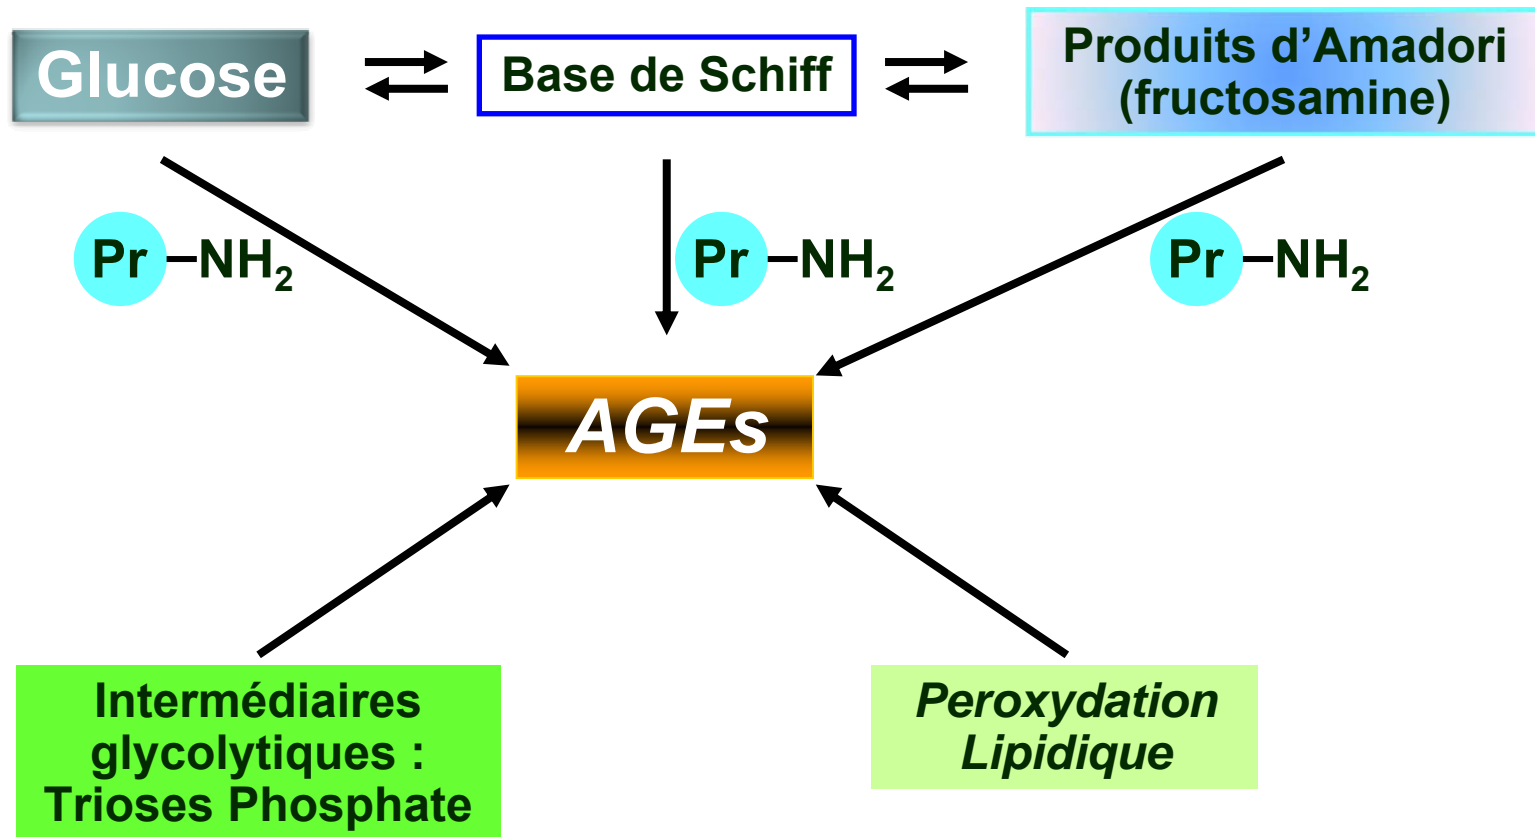 Glucose
Base de Schiff
Produits d’Amadori
(fructosamine)
Pr –NH₂
Pr –NH₂
Pr –NH₂
AGEs
Intermédiaires
glycolytiques :
Trioses Phosphate
Peroxydation
Lipidique